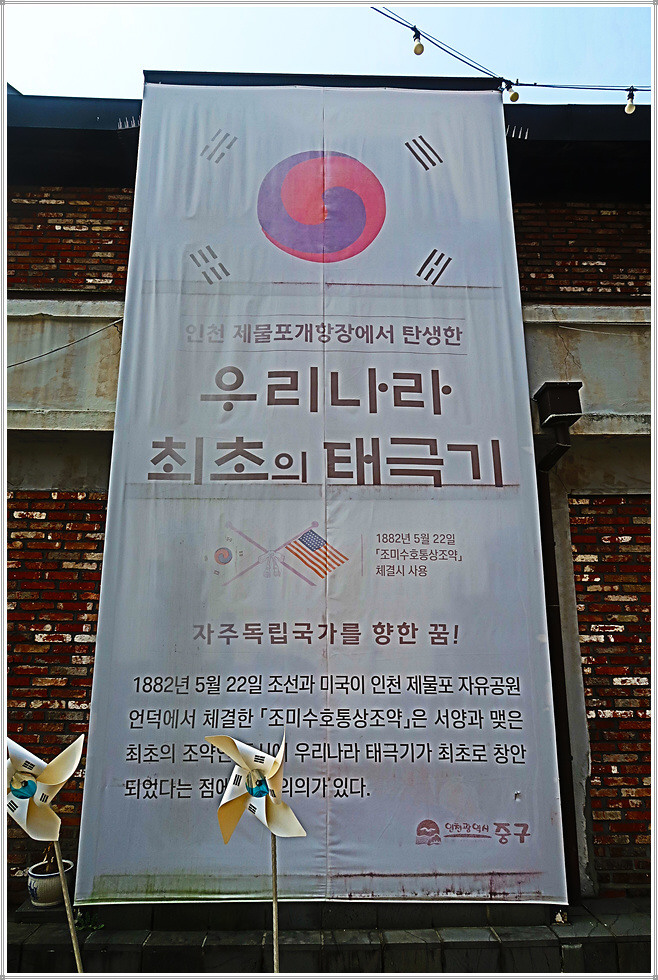 인천 제물포개항장에서 탄생한
우리나라
최초의 태극기
1882년 5월 22일
「조미수호통상조약」
체결시 사용
자주독립국가를 향한 꿈!
1882년 5월 22일 조선과 미국이 인천 제물포 자유공원
언덕에서 체결한 「조미수호통상조약」은 서양과 맺은
최초의 우리나라 태극기가 최초로 창안
되었다는 의의가 있다.
인천광역시 중구